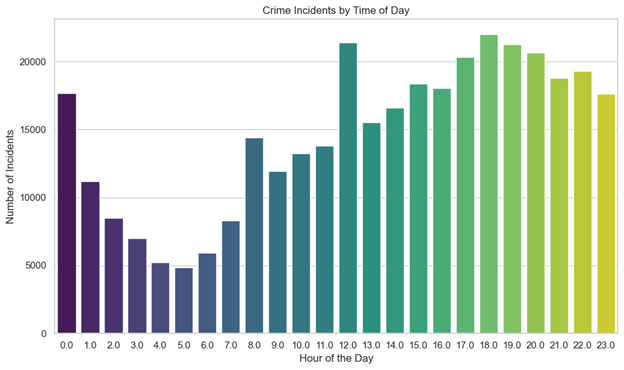 Crime Incidents by Time of Day
20000
15000
10000
5000
0
Number of Incidents
0.0 1.0 2.0 3.0 4.0 5.0 6.0 7.0 8.0 9.0 10.0 11.0 12.0 13.0 14.0 15.0 16.0 17.0 18.0 19.0 20.0 21.0 22.0 23.0
Hour of the Day